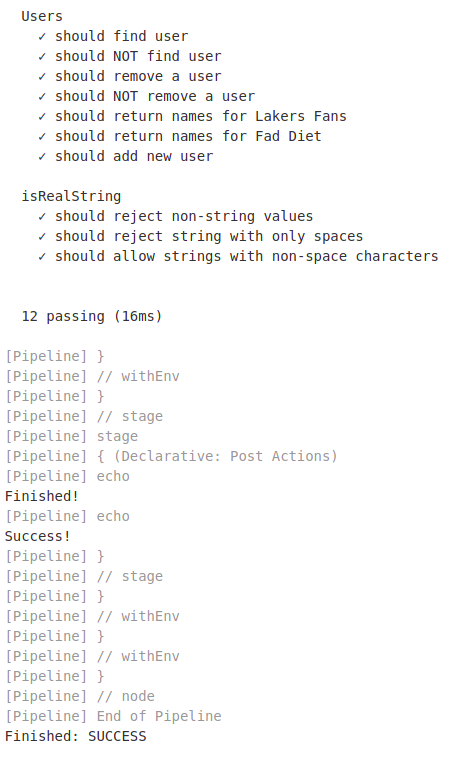 Users
✓ should find user
✓ should NOT find user
✓ should remove a user
✓ should NOT remove a user
✓ should return names for Lakers Fans
✓ should return names for Fad Diet
✓ should add new user
isRealString
✓ should reject non-string values
✓ should reject string with only spaces
✓ should allow strings with non-space characters
12 passing (16ms)
[Pipeline] }
[Pipeline] // withEnv
[Pipeline] }
[Pipeline] // stage
[Pipeline] stage
[Pipeline] { (Declarative: Post Actions)
[Pipeline] echo
Finished!
[Pipeline] echo
Success!
[Pipeline] }
[Pipeline] // stage
[Pipeline] }
[Pipeline] // withEnv
[Pipeline] }
[Pipeline] // withEnv
[Pipeline] }
[Pipeline] // node
[Pipeline] End of Pipeline
Finished: SUCCESS